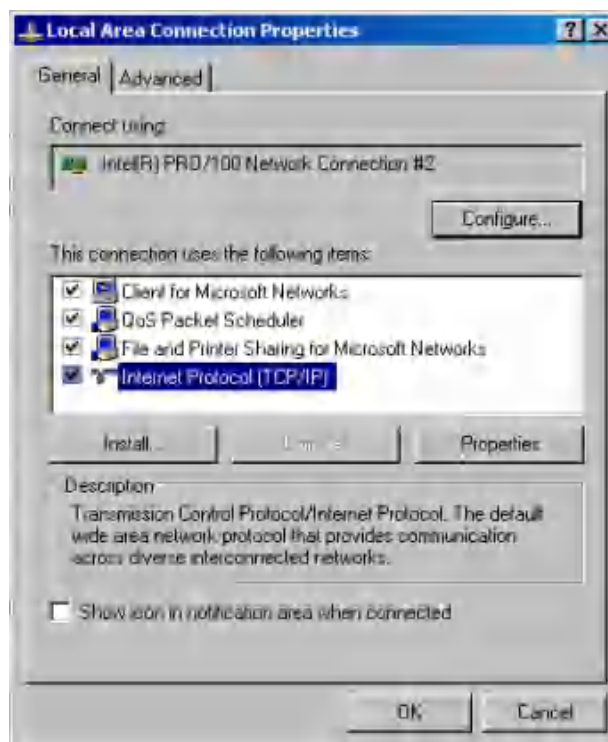 Local Area Connection Properties
General
Advanced
Connect using:
Intel(R) PRO/100 Network Connection #2
Configure...
This connection uses the following items:
Client for Microsoft Networks
QoS Packet Scheduler
File and Printer Sharing for Microsoft Networks
Internet Protocol (TCP/IP)
Install...
Properties
Description
Transmission Control Protocol/Internet Protocol. The default
wide area network protocol that provides communication
across diverse interconnected networks.
Show icon in notification area when connected
OK
Cancel